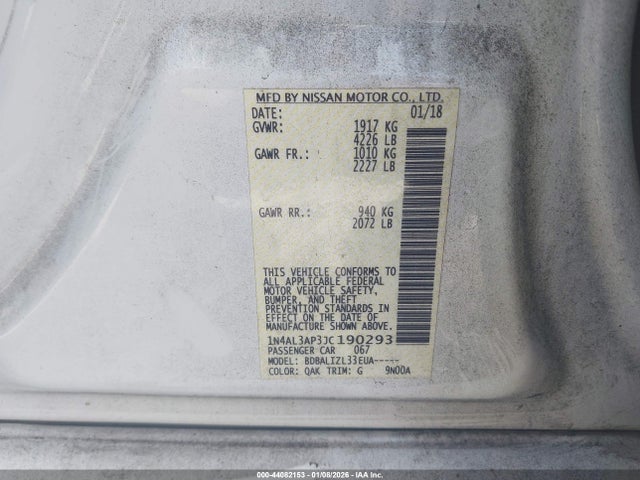 MFD BY NISSAN MOTOR CO., LTD.
DATE: 01/18
GVWR: 1917 KG
4226 LB
GAWR FR.: 1010 KG
2227 LB
GAWR RR.: 940 KG
2072 LB
THIS VEHICLE CONFORMS TO
ALL APPLICABLE FEDERAL
MOTOR VEHICLE SAFETY,
BUMPER, AND THEFT
PREVENTION STANDARDS IN
EFFECT ON THE DATE OF
MANUFACTURE SHOWN ABOVE.
1N4AL3AP3JC190293
PASSENGER CAR 067
MODEL: BDBALIZL33EUA-----
COLOR: QAK TRIM: G 9N00A
000-44082153 - 01/08/2026 - IAA, Inc.